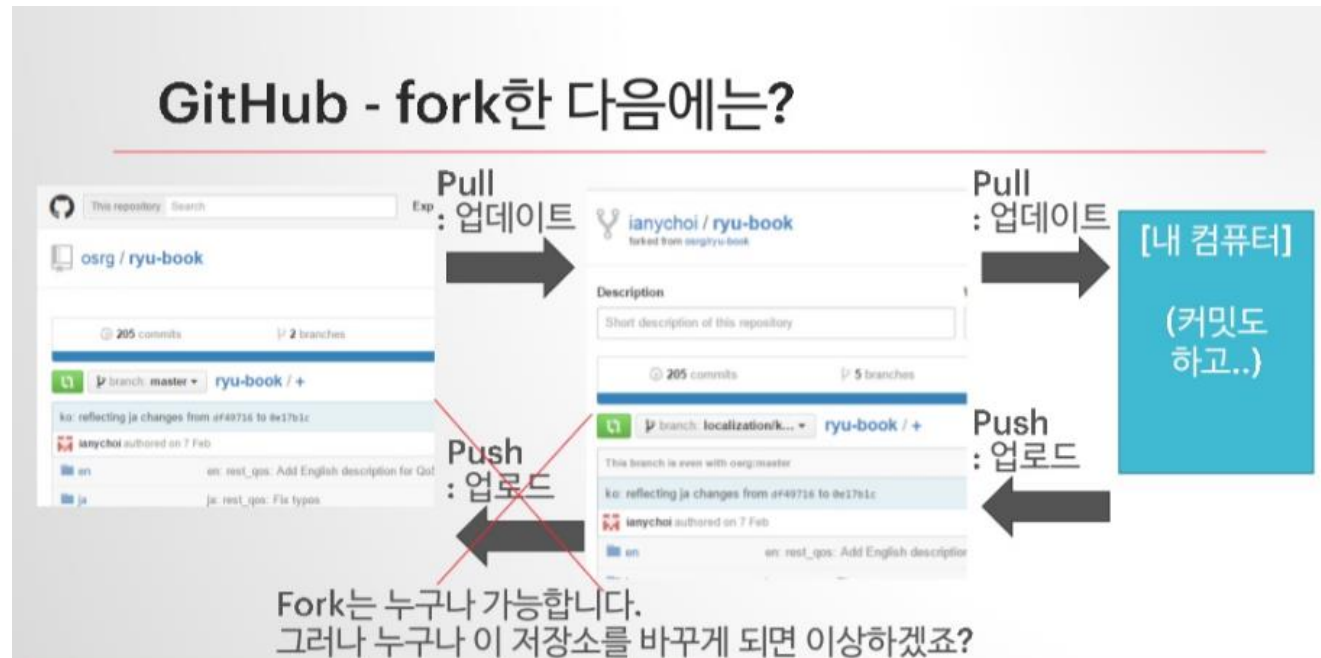 GitHub - fork한 다음에는?
This repository Search Exp
osrg / ryu-book
205 commits 2 branches
branch: master ryu-book / +
ko: reflecting ja changes from df49716 to 0e17b1c
ianychoi authored on 7 Feb
en en: rest_qos: Add English description for QoS
ja ja: rest_qos: Fix typos
Pull
: 업데이트
Push
: 업로드
ianychoi / ryu-book
forked from osrg/ryu-book
Description
Short description of this repository
205 commits 5 branches
branch: localization/k... ryu-book / +
This branch is even with osrg:master
ko: reflecting ja changes from df49716 to 0e17b1c
ianychoi authored on 7 Feb
en en: rest_qos: Add English description
Pull
: 업데이트
Push
: 업로드
[내 컴퓨터]
(커밋도
하고..)
Fork는 누구나 가능합니다.
그러나 누구나 이 저장소를 바꾸게 되면 이상하겠죠?